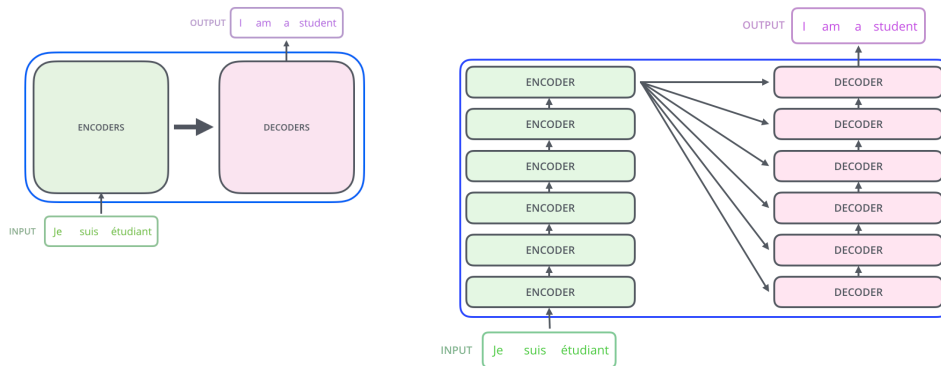 OUTPUT I am a student
ENCODERS DECODERS
INPUT Je suis étudiant
OUTPUT I am a student
ENCODER DECODER
ENCODER DECODER
ENCODER DECODER
ENCODER DECODER
ENCODER DECODER
ENCODER DECODER
INPUT Je suis étudiant